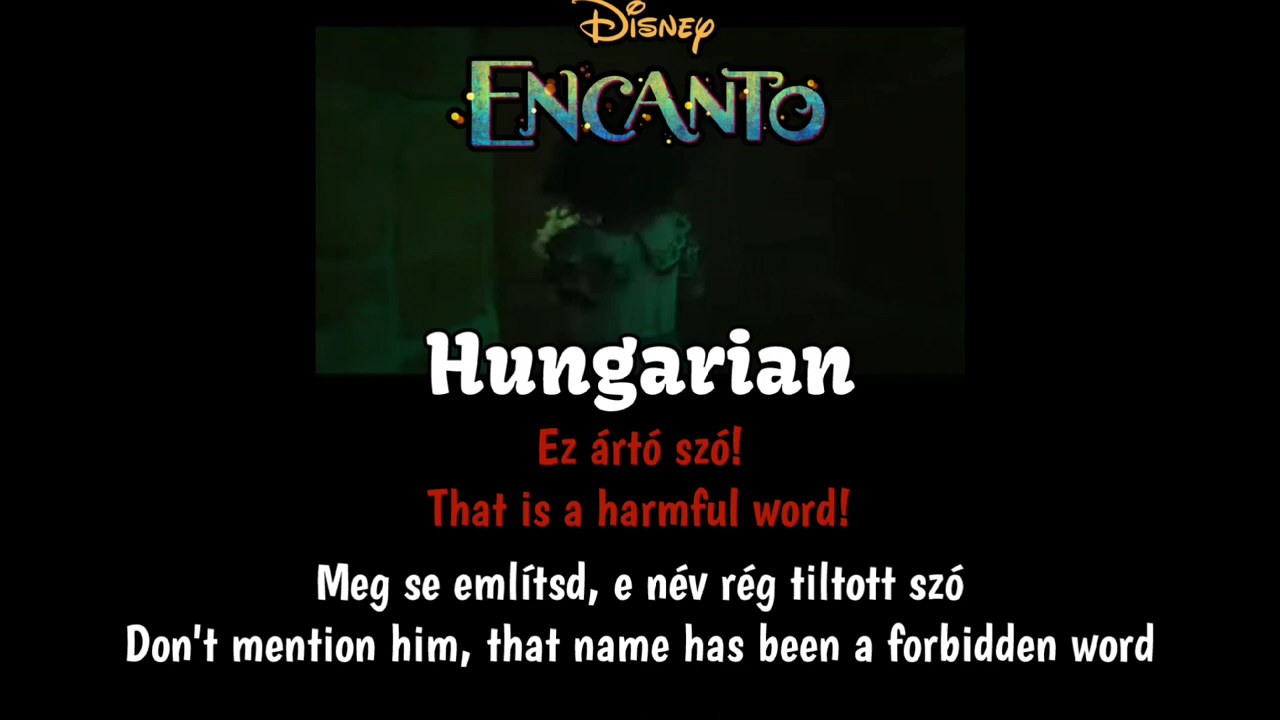 Disney
ENCANTO
Hungarian
Ez ártó szó!
That is a harmful word!
Meg se említsd, e név rég tiltott szó
Don't mention him, that name has been a forbidden word